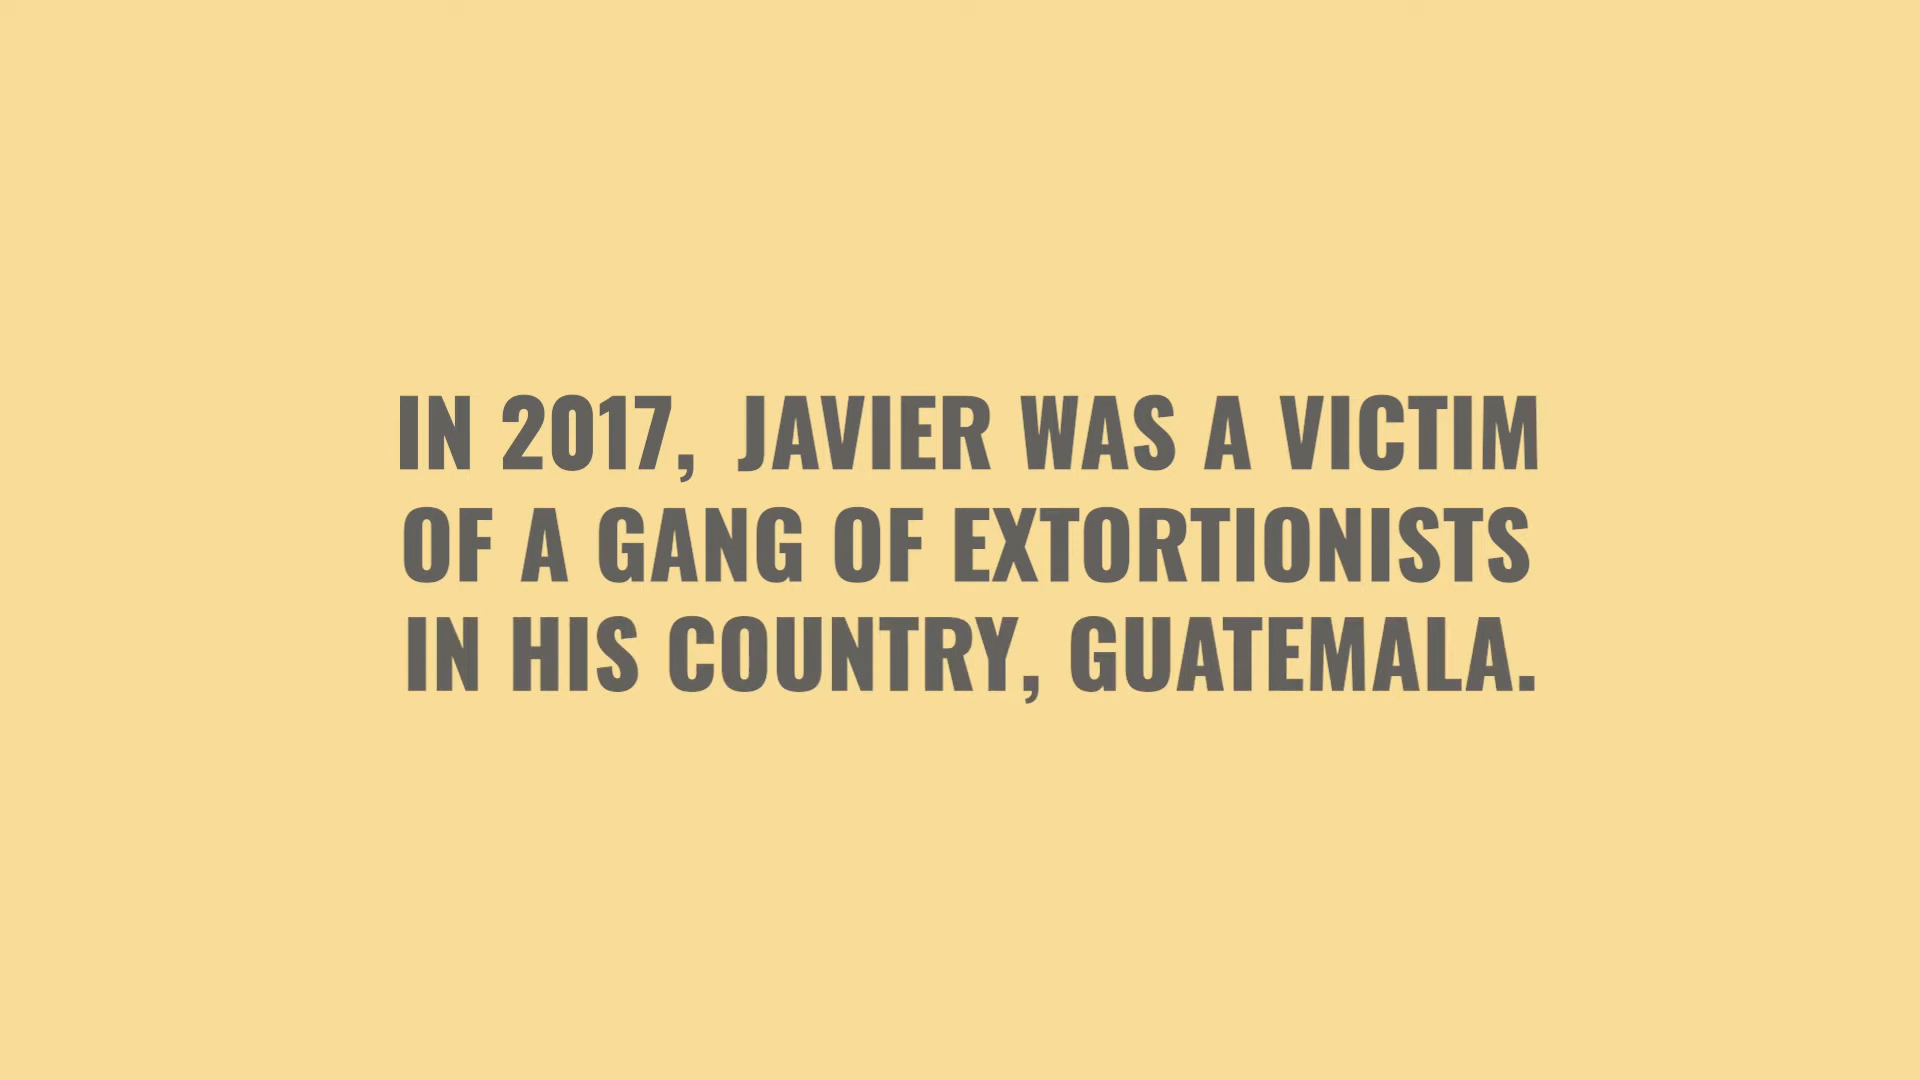 IN 2017, JAVIER WAS A VICTIM
OF A GANG OF EXTORTIONISTS
IN HIS COUNTRY, GUATEMALA.